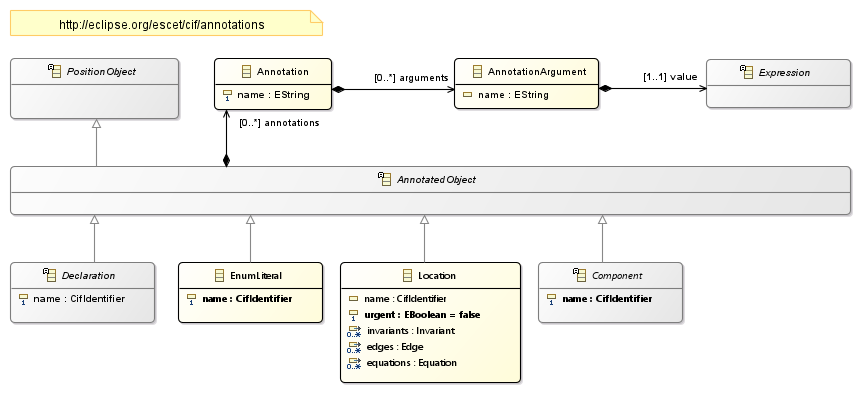 http://eclipse.org/escet/cif/annotations
PositionObject
Annotation
name : EString
[0..*] arguments
AnnotationArgument
name : EString
[1..1] value
Expression
[0..*] annotations
AnnotatedObject
Declaration
name : CifIdentifier
EnumLiteral
name : CifIdentifier
Location
name : CifIdentifier
urgent : EBoolean = false
invariants : Invariant
edges : Edge
equations : Equation
Component
name : CifIdentifier